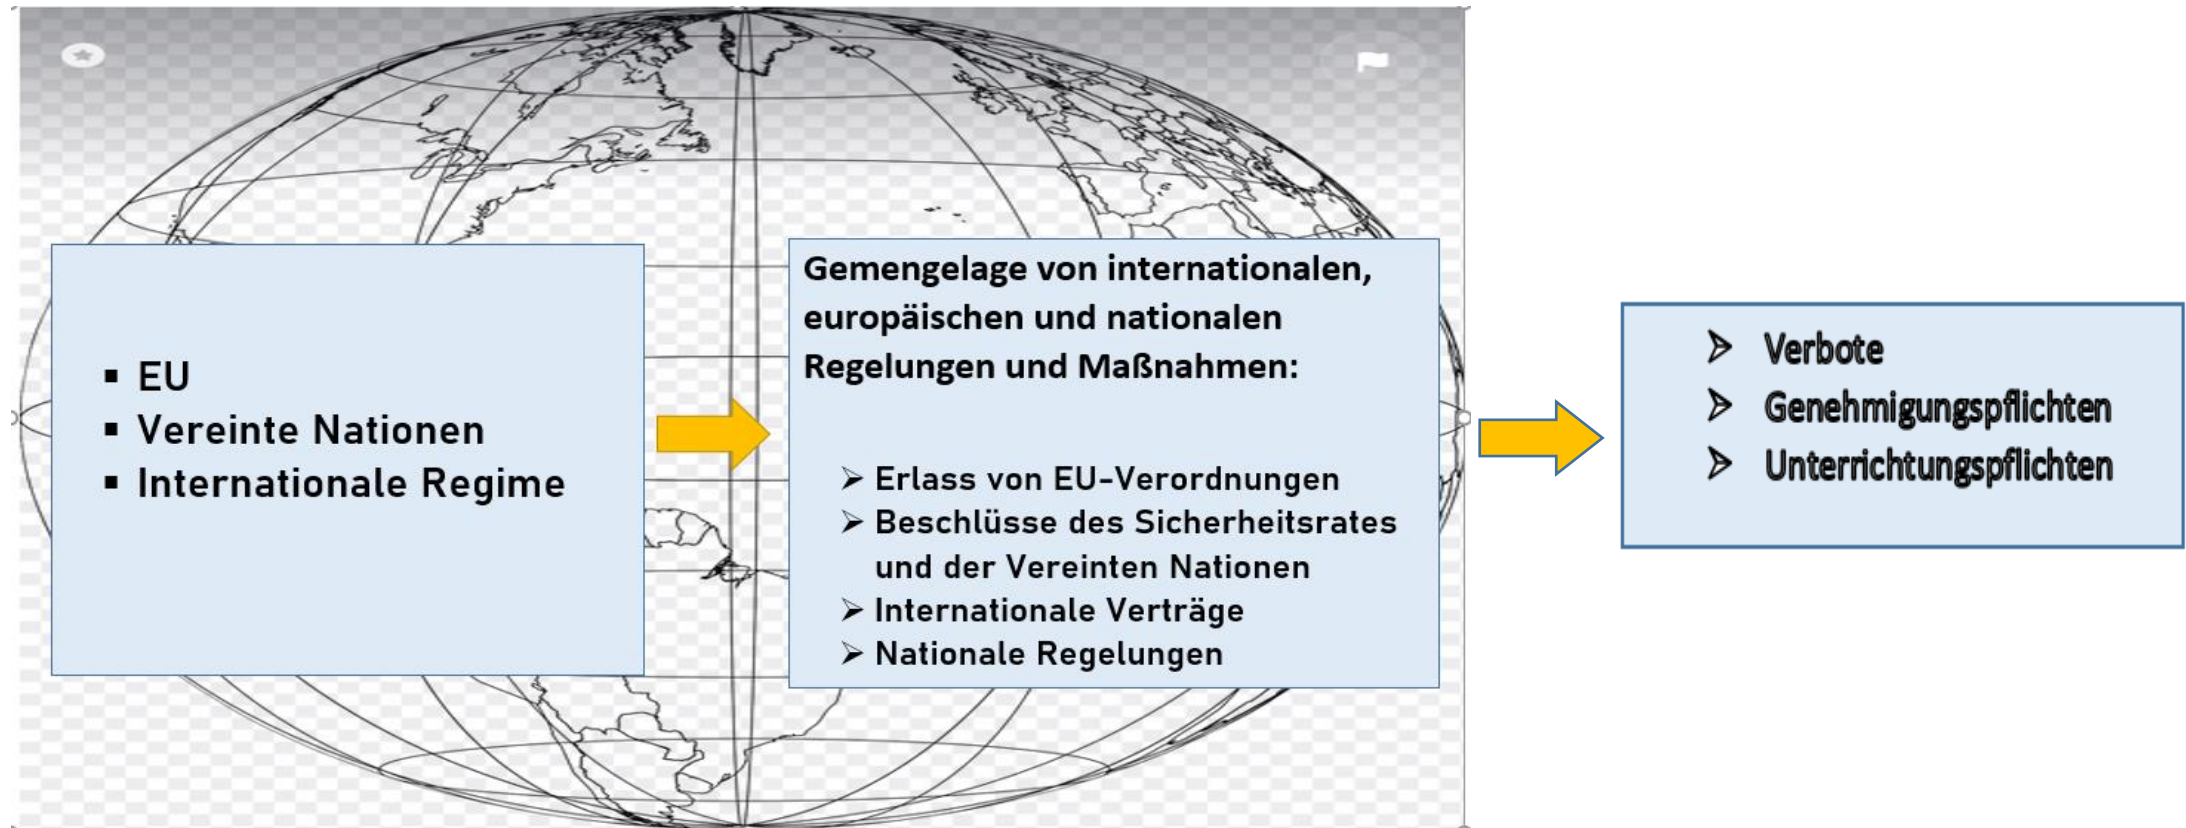 ▪ EU
▪ Vereinte Nationen
▪ Internationale Regime
Gemengelage von internationalen,
europäischen und nationalen
Regelungen und Maßnahmen:
➢ Erlass von EU-Verordnungen
➢ Beschlüsse des Sicherheitsrates
und der Vereinten Nationen
➢ Internationale Verträge
➢ Nationale Regelungen
➢ Verbote
➢ Genehmigungspflichten
➢ Unterrichtungspflichten